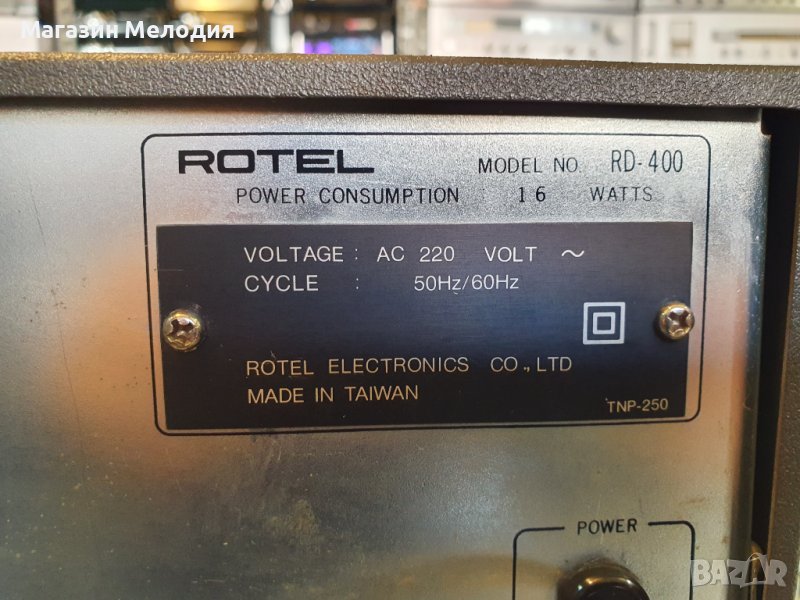 Магазин Мелодия
ROTEL MODEL NO. RD-400
POWER CONSUMPTION 16 WATTS
VOLTAGE : AC 220 VOLT ~
CYCLE : 50Hz/60Hz
ROTEL ELECTRONICS CO., LTD
MADE IN TAIWAN
TNP-250
POWER
BAZAR